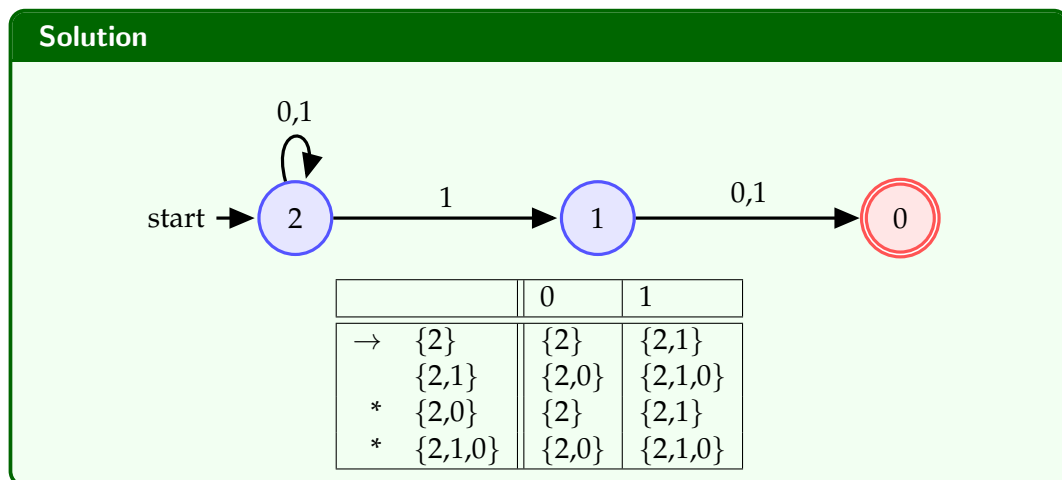 Solution
0,1
start 2 1 1 0,1 0
0 1
→ {2} {2} {2,1}
{2,1} {2,0} {2,1,0}
* {2,0} {2} {2,1}
* {2,1,0} {2,0} {2,1,0}